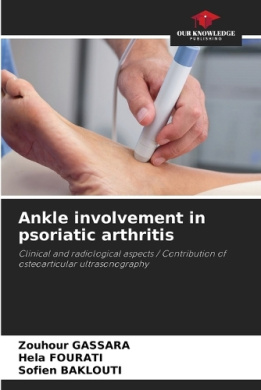 OUR KNOWLEDGE
PUBLISHING
Ankle involvement in
psoriatic arthritis
Clinical and radiological aspects / Contribution of
osteoarticular ultrasonography
Zouhour GASSARA
Hela FOURATI
Sofien BAKLOUTI